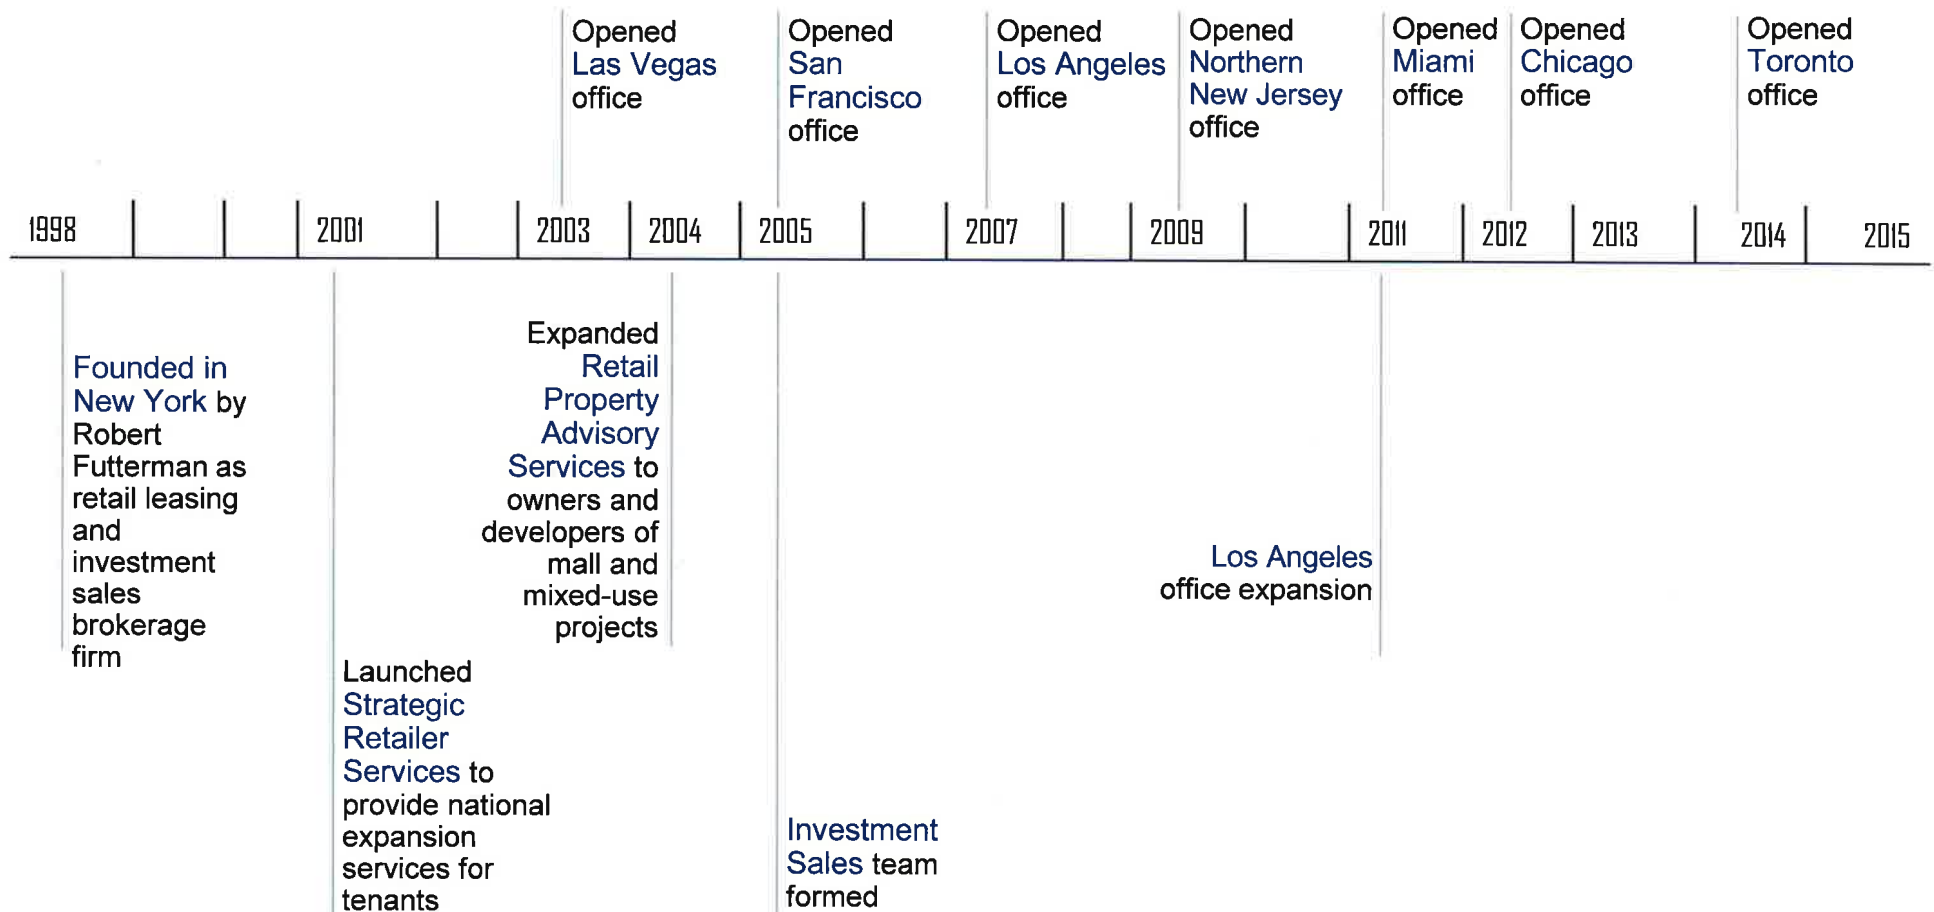 Opened
Las Vegas
office
Opened
San
Francisco
office
Opened
Los Angeles
office
Opened
Northern
New Jersey
office
Opened
Miami
office
Opened
Chicago
office
Opened
Toronto
office
1998
2001
2003
2004
2005
2007
2009
2011
2012
2013
2014
2015
Founded in
New York by
Robert
Futterman as
retail leasing
and
investment
sales
brokerage
firm
Launched
Strategic
Retailer
Services to
provide national
expansion
services for
tenants
Expanded
Retail
Property
Advisory
Services to
owners and
developers of
mall and
mixed-use
projects
Investment
Sales team
formed
Los Angeles
office expansion